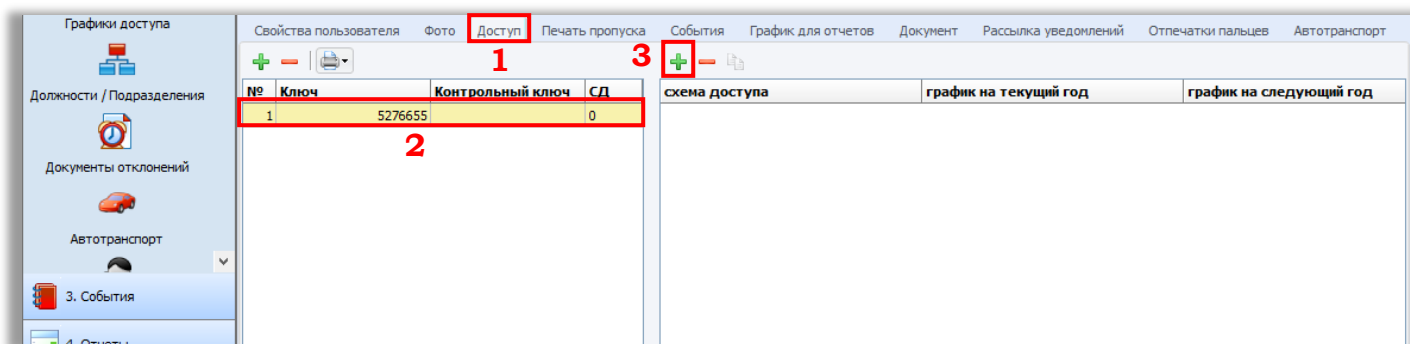 Графики доступа
Должности / Подразделения
Документы отклонений
Автотранспорт
3. События
4. Отчеты
Свойства пользователя Фото Доступ Печать пропуска События График для отчетов Документ Рассылка уведомлений Отпечатки пальцев Автотранспорт
1
3
№ Ключ Контрольный ключ СД
1 5276655 0
2
схема доступа график на текущий год график на следующий год